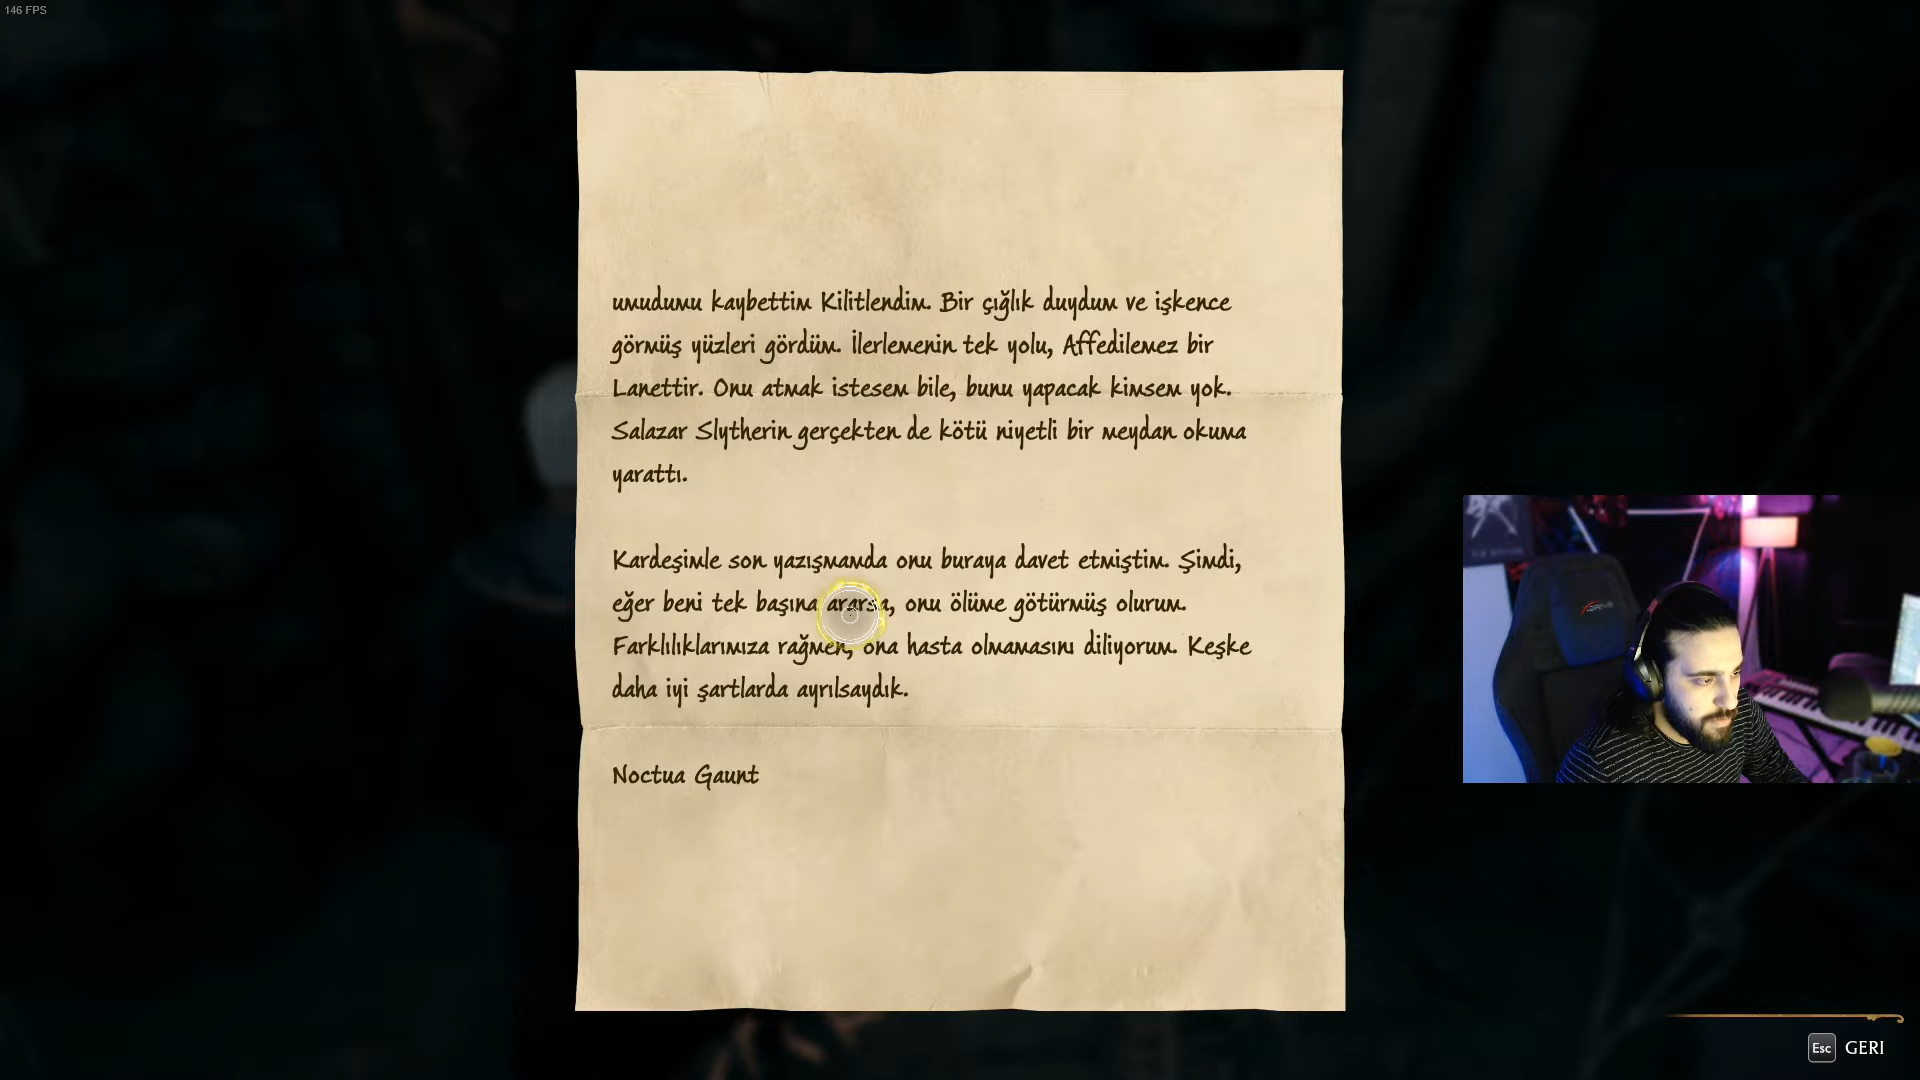 146 FPS
umudumu kaybettim Kilitlendim. Bir çığlık duydum ve işkence
görmüş yüzleri gördüm. İlerlemenin tek yolu, Affedilemez bir
Lanettir. Onu atmak istesem bile, bunu yapacak kimsem yok.
Salazar Slytherin gerçekten de kötü niyetli bir meydan okuma
yarattı.
Kardeşimle son yazışmamda onu buraya davet etmiştim. Şimdi,
eğer beni tek başına ararsa, onu ölüme götürmüş olurum.
Farklılıklarımıza rağmen, ona hasta olmamasını diliyorum. Keşke
daha iyi şartlarda ayrılsaydık.
Noctua Gaunt
Esc GERİ